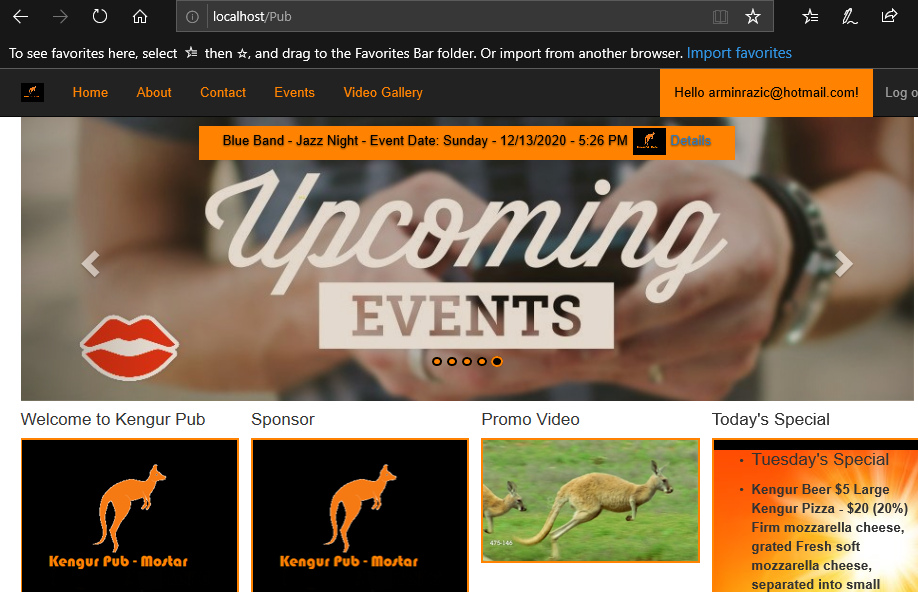 localhost/Pub
To see favorites here, select then , and drag to the Favorites Bar folder. Or import from another browser. Import favorites
Home About Contact Events Video Gallery Hello arminrazic@hotmail.com! Log o
Blue Band - Jazz Night - Event Date: Sunday - 12/13/2020 - 5:26 PM Details
Upcoming
EVENTS
Welcome to Kengur Pub Sponsor Promo Video Today's Special
Kengur Pub - Mostar
Kengur Pub - Mostar
475-146
• Tuesday's Special
• Kengur Beer $5 Large
Kengur Pizza - $20 (20%)
Firm mozzarella cheese,
grated Fresh soft
mozzarella cheese,
separated into small